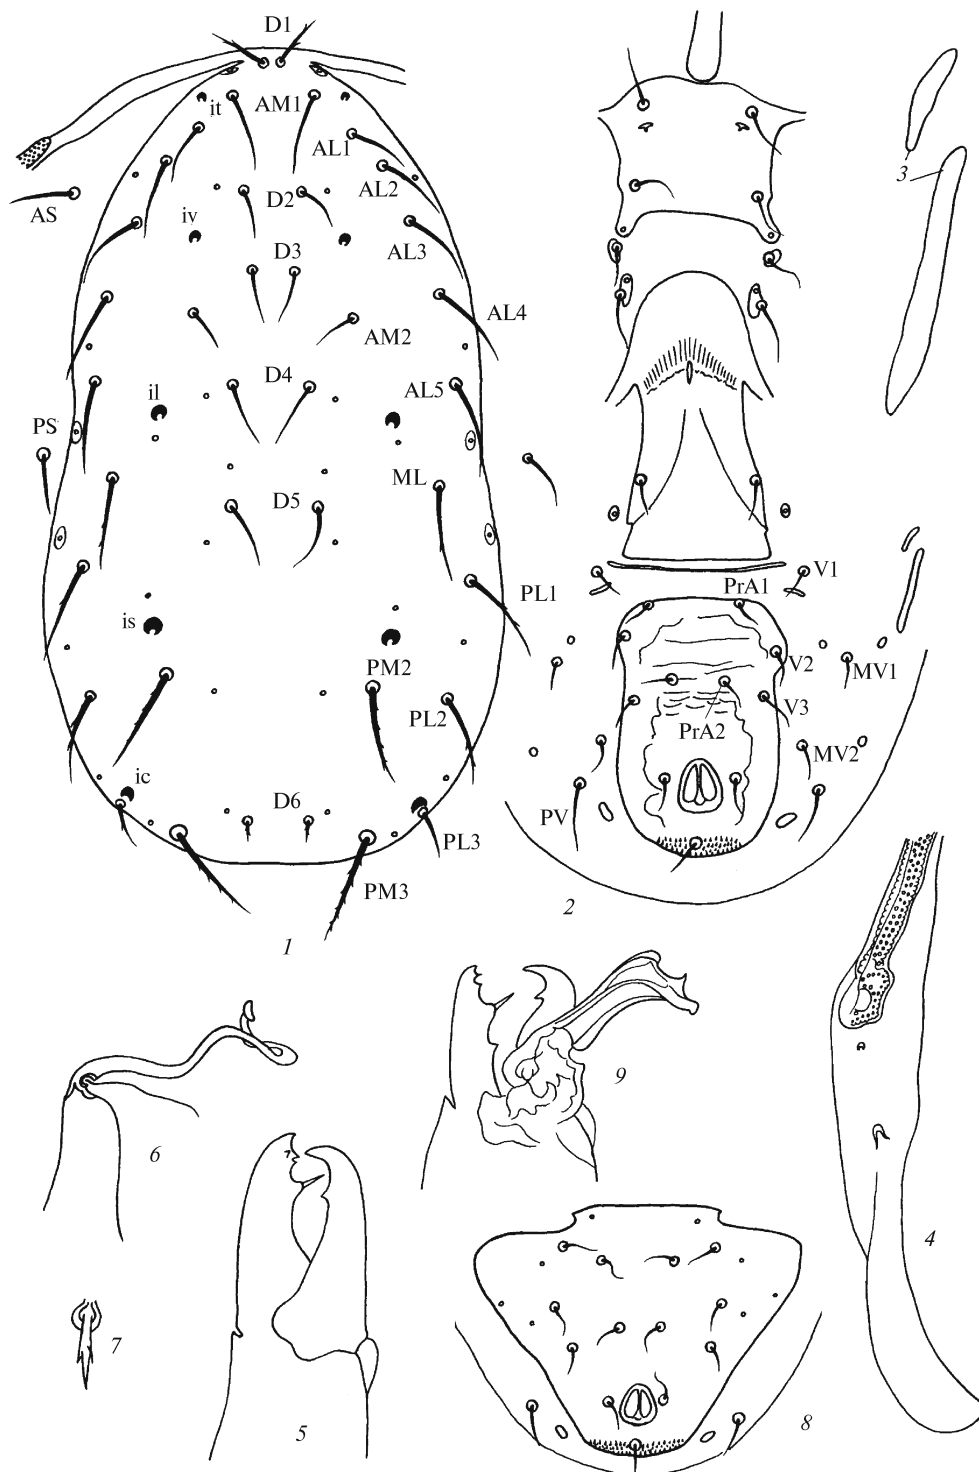 D1
it
AM1
AL1
AL2
AS
D2
iv
AL3
D3
AL4
AM2
D4
il
AL5
PS
ML
D5
PL1
is
PM2
PL2
ic
D6
PL3
PM3
1
3
V1
PrA1
V2
MV1
V3
PrA2
MV2
PV
2
4
6
9
7
5
8